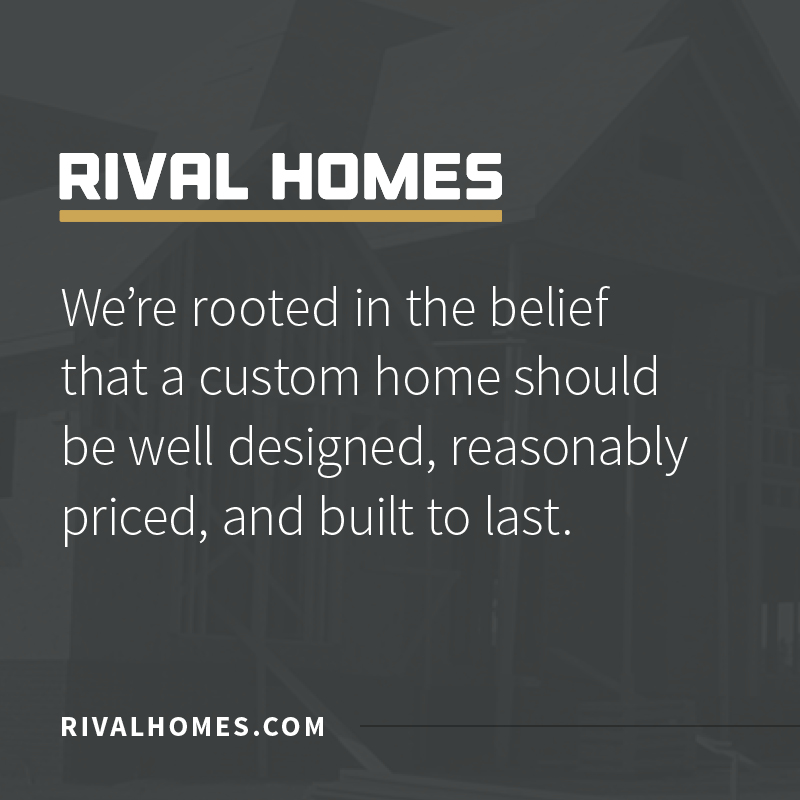 RIVAL HOMES
We’re rooted in the belief
that a custom home should
be well designed, reasonably
priced, and built to last.
RIVALHOMES.COM